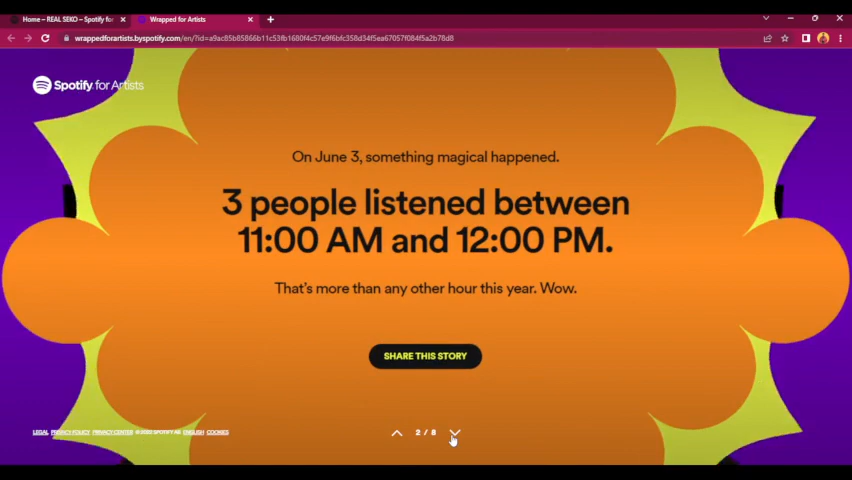 Home – REAL SEKO – Spotify for
Wrapped for Artists
wrappedforartists.byspotify.com/en/?id=a9ac85b85866b11c53fb1680f4c57e9f6bfc358d34f5ea67057f084f5a2b78d8
Spotify for Artists
On June 3, something magical happened.
3 people listened between
11:00 AM and 12:00 PM.
That's more than any other hour this year. Wow.
SHARE THIS STORY
LEGAL PRIVACY POLICY PRIVACY CENTER SPOTIFY AB ENGLISH COOKIES
2 / 8